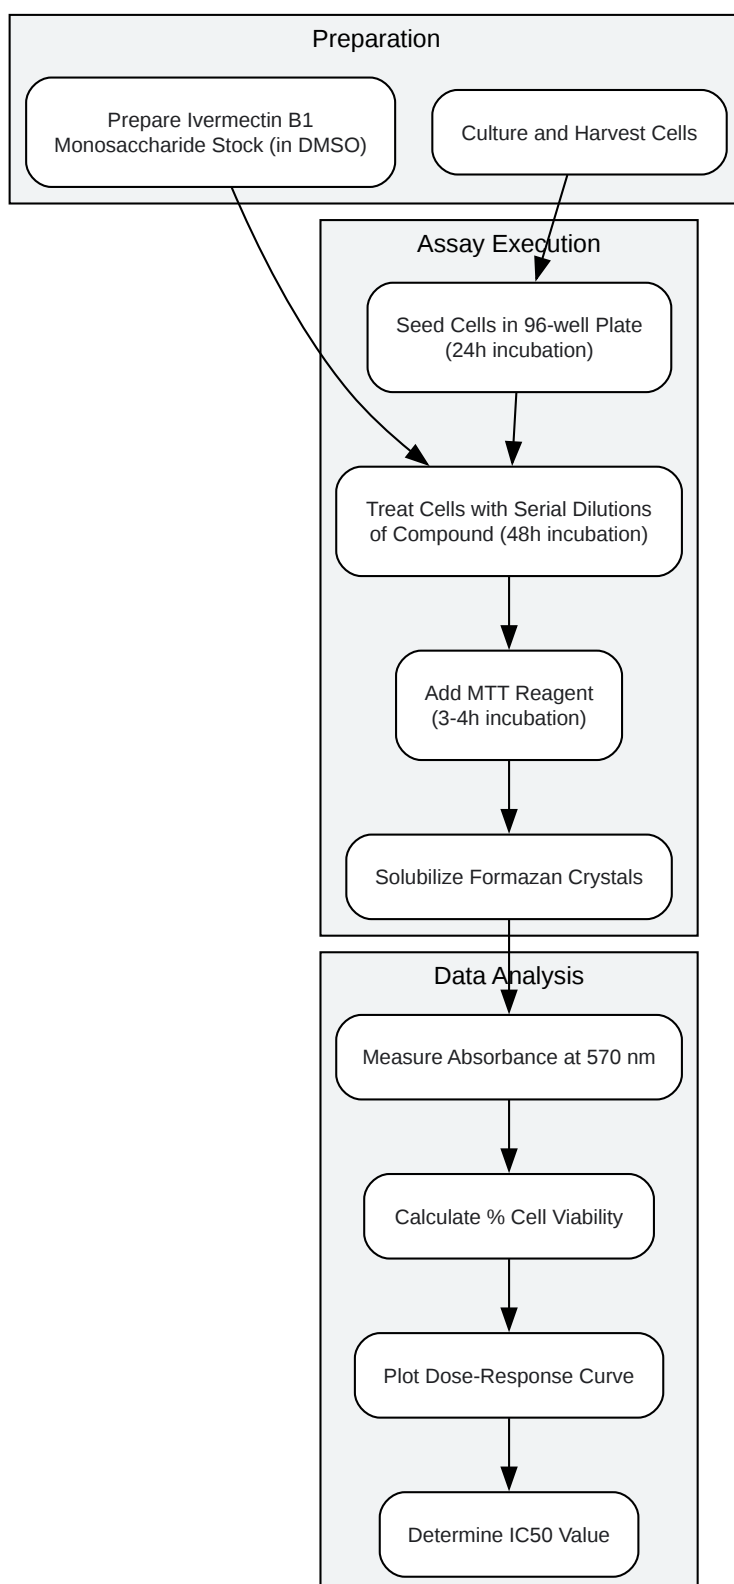 Preparation
Prepare Ivermectin B1
Monosaccharide Stock (in DMSO)
Culture and Harvest Cells
Assay Execution
Seed Cells in 96-well Plate
(24h incubation)
Treat Cells with Serial Dilutions
of Compound (48h incubation)
Add MTT Reagent
(3-4h incubation)
Solubilize Formazan Crystals
Data Analysis
Measure Absorbance at 570 nm
Calculate % Cell Viability
Plot Dose-Response Curve
Determine IC50 Value